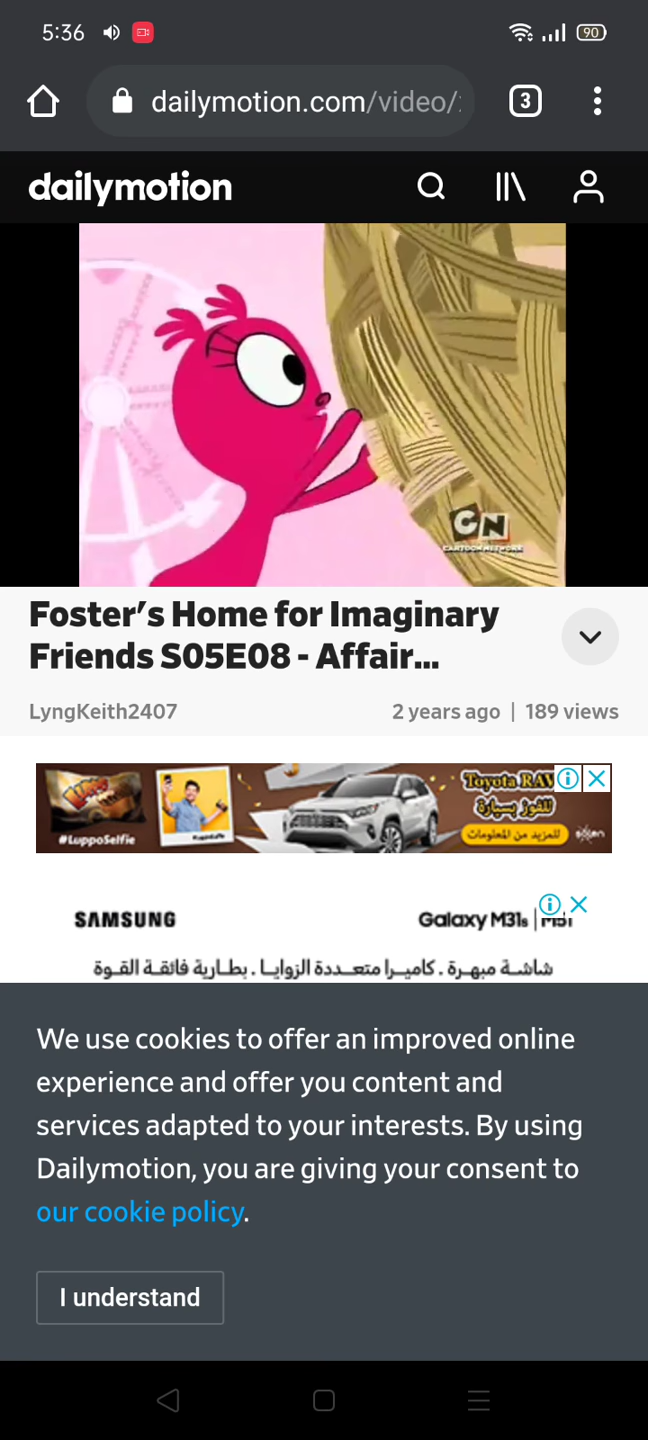 5:36
90
dailymotion.com/video/
3
dailymotion
CN
CARTOON NETWORK
Foster's Home for Imaginary
Friends S05E08 - Affair...
LyngKeith2407
2 years ago | 189 views
Toyota RAV
للفوز بسيارة
للمزيد من المعلومات
#LuppoSelfie
SAMSUNG
Galaxy M31s | M51
شاشة مبهرة . كاميرا متعددة الزوايا . بطارية فائقة القوة
We use cookies to offer an improved online
experience and offer you content and
services adapted to your interests. By using
Dailymotion, you are giving your consent to
our cookie policy.
I understand